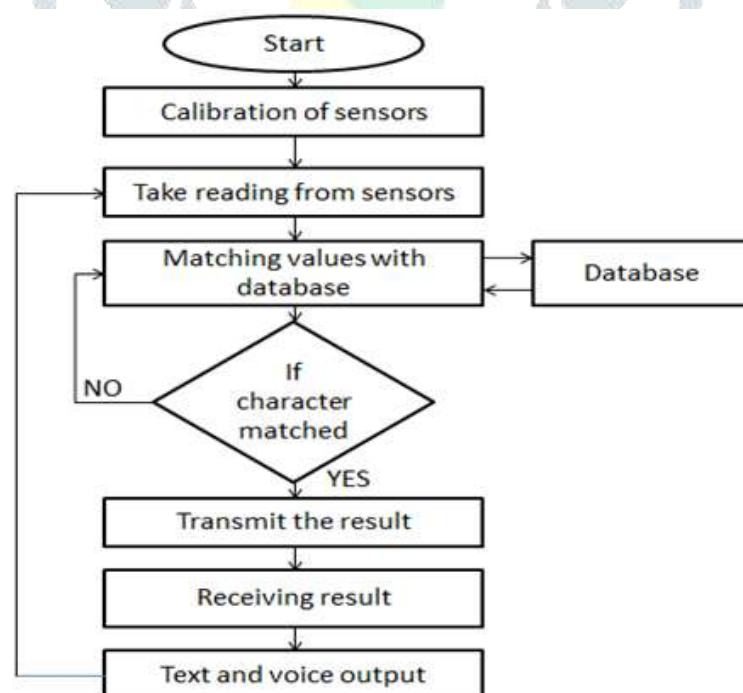 Start
Calibration of sensors
Take reading from sensors
Matching values with
database
Database
If
character
matched
NO
YES
Transmit the result
Receiving result
Text and voice output